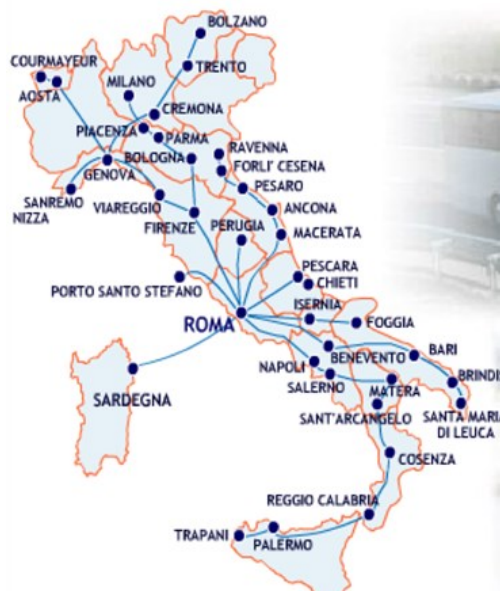 BOLZANO
COURMAYEUR
TRENTO
MILANO
AOSTA
CREMONA
PIACENZA
PARMA
RAVENNA
BOLOGNA
FORLI' CESENA
GENOVA
PESARO
SANREMO
NIZZA
VIAREGGIO
ANCONA
FIRENZE
PERUGIA
MACERATA
PESCARA
CHIETI
PORTO SANTO STEFANO
ISERNIA
ROMA
FOGGIA
BENEVENTO
BARI
NAPOLI
BRINDIS
SALERNO
MATERA
SARDEGNA
SANT'ARCANGELO
SANTA MARIA
DI LEUCA
COSENZA
REGGIO CALABRIA
TRAPANI
PALERMO